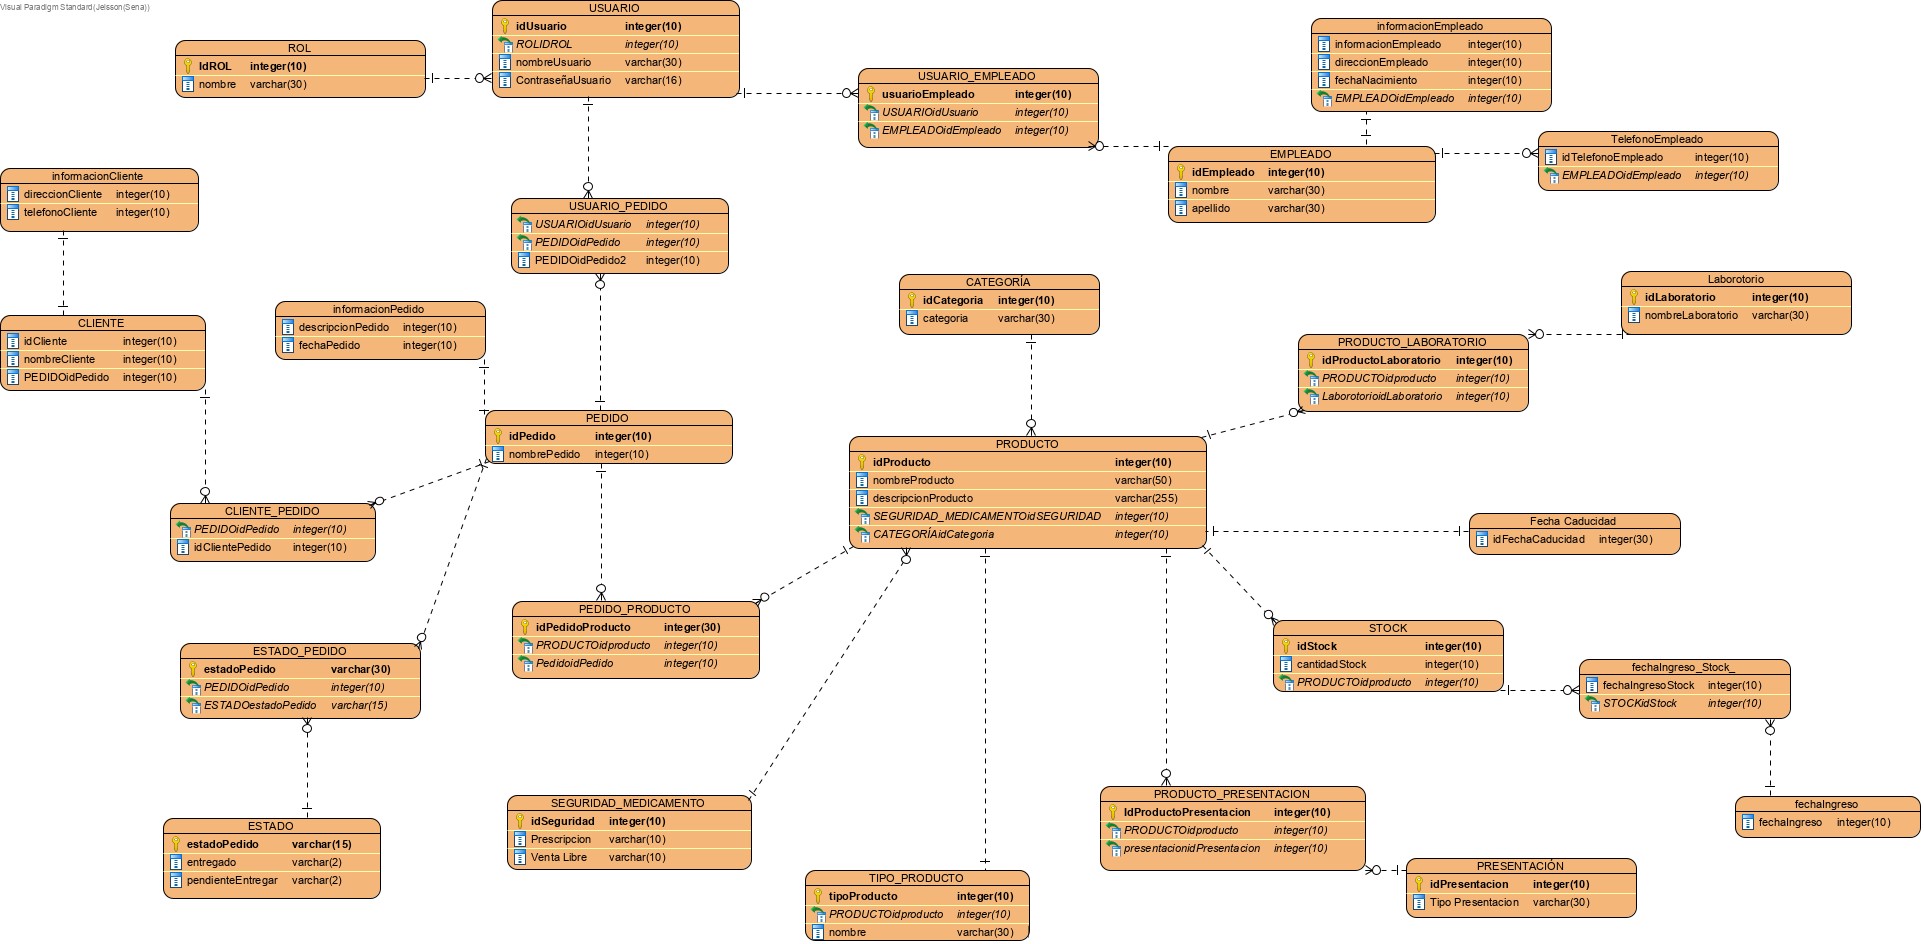 Visual Paradigm Standard(Jeisson(Sena))
USUARIO
idUsuario integer(10)
ROLIDROL integer(10)
nombreUsuario varchar(30)
ContraseñaUsuario varchar(16)
ROL
IdROL integer(10)
nombre varchar(30)
USUARIO_EMPLEADO
usuarioEmpleado integer(10)
USUARIOidUsuario integer(10)
EMPLEADOidEmpleado integer(10)
informacionEmpleado
informacionEmpleado integer(10)
direccionEmpleado integer(10)
fechaNacimiento integer(10)
EMPLEADOidEmpleado integer(10)
TelefonoEmpleado
idTelefonoEmpleado integer(10)
EMPLEADOidEmpleado integer(10)
EMPLEADO
idEmpleado integer(10)
nombre varchar(30)
apellido varchar(30)
informacionCliente
direccionCliente integer(10)
telefonoCliente integer(10)
USUARIO_PEDIDO
USUARIOidUsuario integer(10)
PEDIDOidPedido integer(10)
PEDIDOidPedido2 integer(10)
CATEGORÍA
idCategoria integer(10)
categoria varchar(30)
Laborotorio
idLaboratorio integer(10)
nombreLaboratorio varchar(30)
informacionPedido
descripcionPedido integer(10)
fechaPedido integer(10)
CLIENTE
idCliente integer(10)
nombreCliente integer(10)
PEDIDOidPedido integer(10)
PRODUCTO_LABORATORIO
idProductoLaboratorio integer(10)
PRODUCTOidproducto integer(10)
LaborotorioidLaboratorio integer(10)
PEDIDO
idPedido integer(10)
nombrePedido integer(10)
PRODUCTO
idProducto integer(10)
nombreProducto varchar(50)
descripcionProducto varchar(255)
SEGURIDAD_MEDICAMENTOidSEGURIDAD integer(10)
CATEGORÍAidCategoria integer(10)
CLIENTE_PEDIDO
PEDIDOidPedido integer(10)
idClientePedido integer(10)
Fecha Caducidad
idFechaCaducidad integer(30)
PEDIDO_PRODUCTO
idPedidoProducto integer(30)
PRODUCTOidproducto integer(10)
PedidoidPedido integer(10)
STOCK
idStock integer(10)
cantidadStock integer(10)
PRODUCTOidproducto integer(10)
ESTADO_PEDIDO
estadoPedido varchar(30)
PEDIDOidPedido integer(10)
ESTADOestadoPedido varchar(15)
fechaIngreso_Stock_
fechaIngresoStock integer(10)
STOCKidStock integer(10)
SEGURIDAD_MEDICAMENTO
idSeguridad integer(10)
Prescripcion varchar(10)
Venta Libre varchar(10)
PRODUCTO_PRESENTACION
IdProductoPresentacion integer(10)
PRODUCTOidproducto integer(10)
presentacionidPresentacion integer(10)
fechaIngreso
fechaIngreso integer(10)
ESTADO
estadoPedido varchar(15)
entregado varchar(2)
pendienteEntregar varchar(2)
TIPO_PRODUCTO
tipoProducto integer(10)
PRODUCTOidproducto integer(10)
nombre varchar(30)
PRESENTACIÓN
idPresentacion integer(10)
Tipo Presentacion varchar(30)